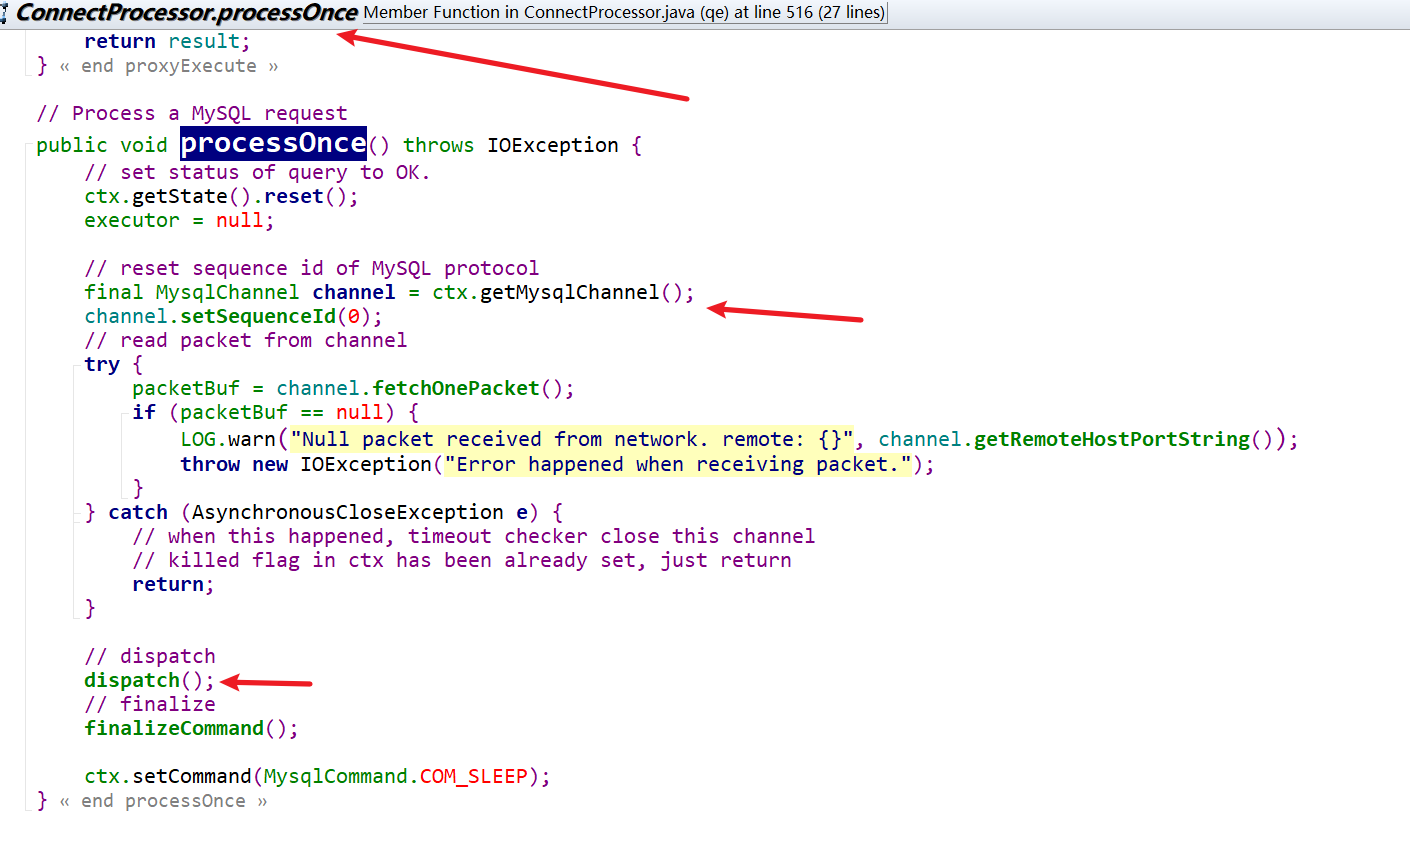 ConnectProcessor.processOnce Member Function in ConnectProcessor.java (qe) at line 516 (27 lines)
return result;
} « end proxyExecute »
// Process a MySQL request
public void processOnce() throws IOException {
// set status of query to OK.
ctx.getState().reset();
executor = null;
// reset sequence id of MySQL protocol
final MysqlChannel channel = ctx.getMysqlChannel();
channel.setSequenceId(0);
// read packet from channel
try {
packetBuf = channel.fetchOnePacket();
if (packetBuf == null) {
LOG.warn("Null packet received from network. remote: {}", channel.getRemoteHostPortString());
throw new IOException("Error happened when receiving packet.");
}
} catch (AsynchronousCloseException e) {
// when this happened, timeout checker close this channel
// killed flag in ctx has been already set, just return
return;
}
// dispatch
dispatch();
// finalize
finalizeCommand();
ctx.setCommand(MysqlCommand.COM_SLEEP);
} « end processOnce »